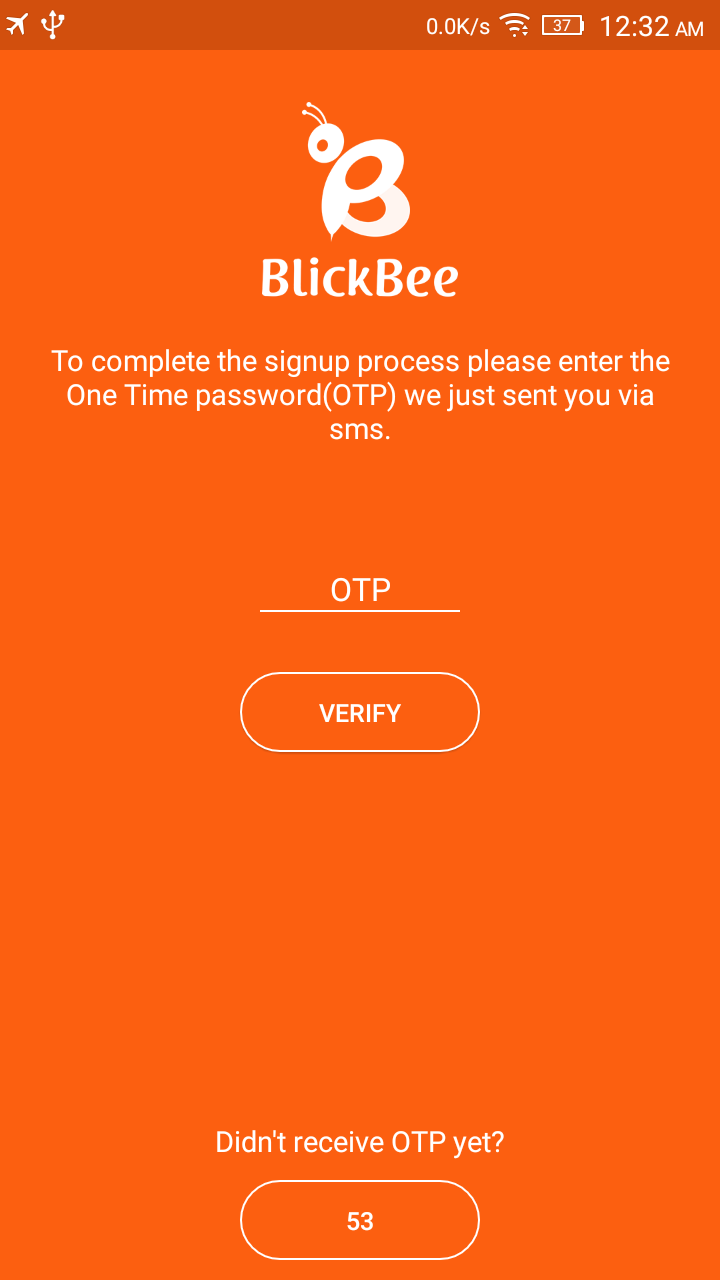 0.0K/s 37 12:32 AM
BlickBee
To complete the signup process please enter the
One Time password(OTP) we just sent you via
sms.
OTP
VERIFY
Didn't receive OTP yet?
53